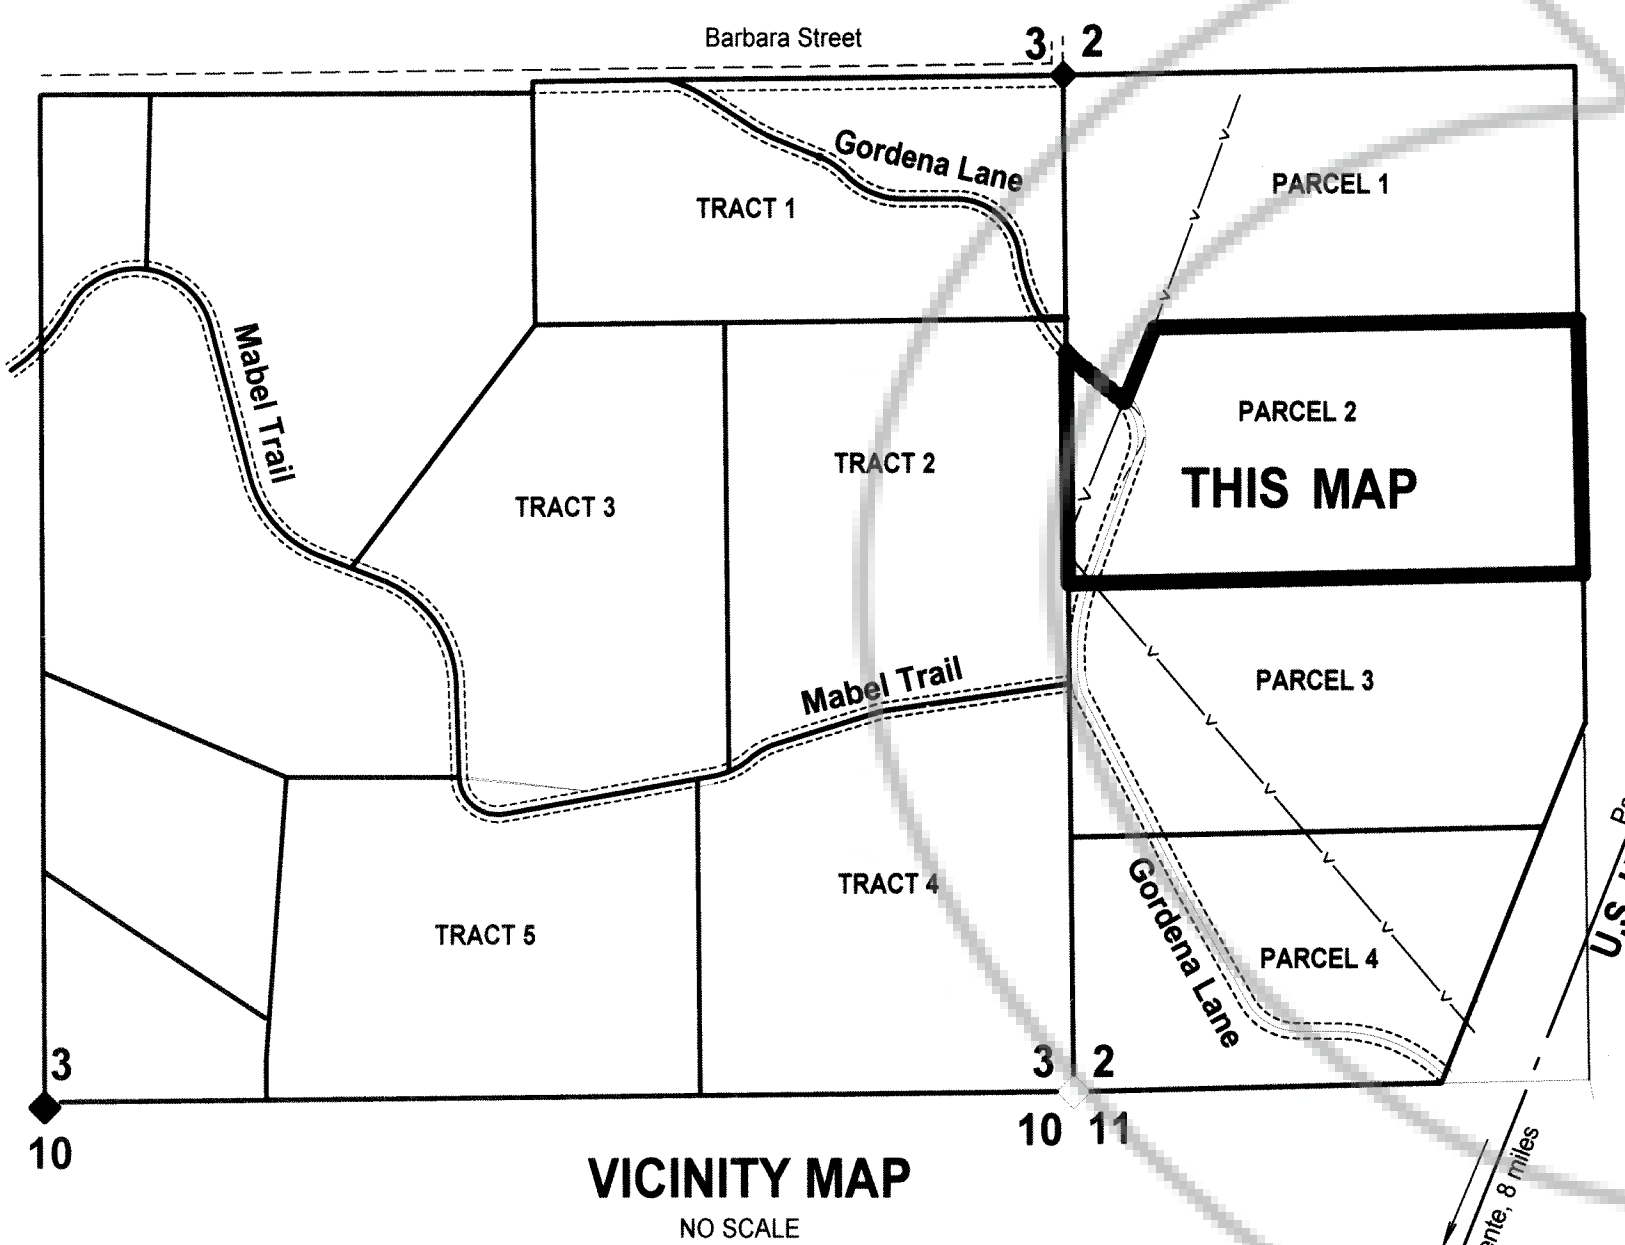 Barbara Street
3 2
Gordena Lane
PARCEL 1
TRACT 1
Mabel Trail
PARCEL 2
TRACT 2
THIS MAP
TRACT 3
Mabel Trail
PARCEL 3
TRACT 4
Gordena Lane
TRACT 5
PARCEL 4
U.S.
3
3 2
10
10 11
8 miles
VICINITY MAP
NO SCALE